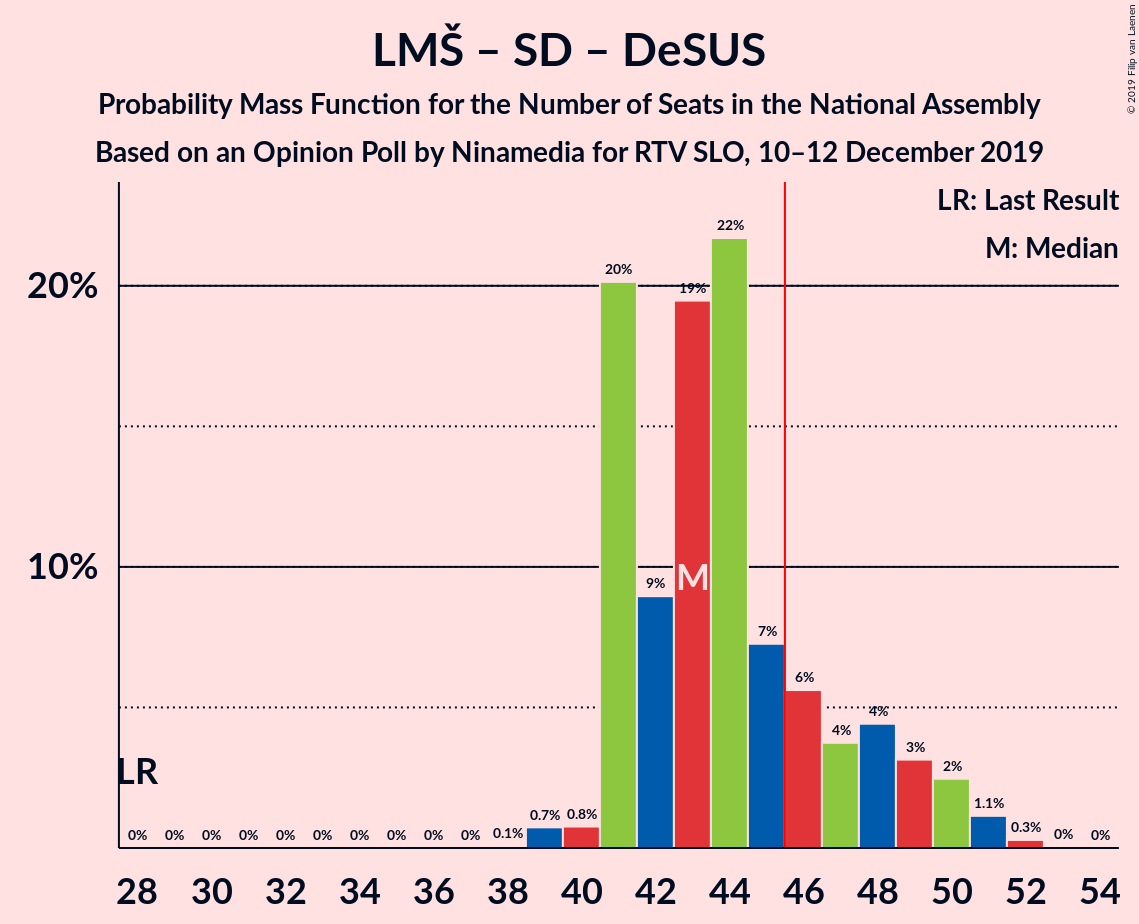 LMŠ – SD – DeSUS
Probability Mass Function for the Number of Seats in the National Assembly
Based on an Opinion Poll by Ninamedia for RTV SLO, 10–12 December 2019
© 2019 Filip van Laenen
LR: Last Result
M: Median
20%
10%
LR
M
0% 0% 0% 0% 0% 0% 0% 0% 0% 0% 0.1% 0.7% 0.8% 20% 9% 19% 22% 7% 6% 4% 4% 3% 2% 1.1% 0.3% 0% 0%
28 30 32 34 36 38 40 42 44 46 48 50 52 54